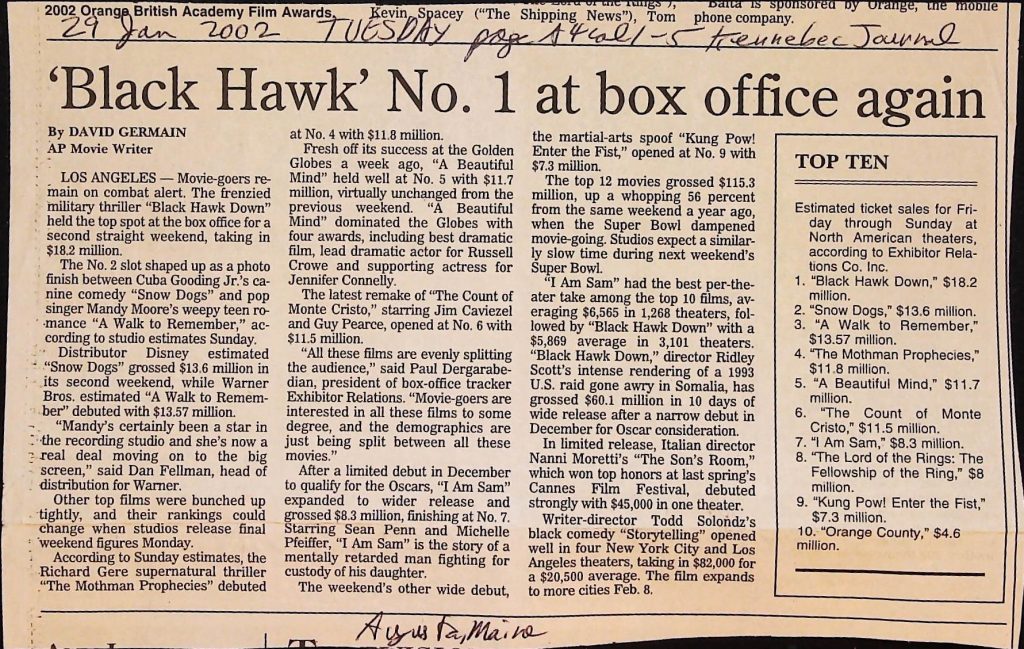 2002 Orange British Academy Film Awards,
Kevin Spacey ("The Shipping News"), Tom
Balta is sponsored by Orange, the mobile
phone company.
29 Jan 2002 TUESDAY page A4 col 1-5 Kennebec Journal
'Black Hawk' No. 1 at box office again
By DAVID GERMAIN
AP Movie Writer
LOS ANGELES — Movie-goers re-
main on combat alert. The frenzied
military thriller "Black Hawk Down"
held the top spot at the box office for a
second straight weekend, taking in
$18.2 million.
The No. 2 slot shaped up as a photo
finish between Cuba Gooding Jr.'s ca-
nine comedy "Snow Dogs" and pop
singer Mandy Moore's weepy teen ro-
mance "A Walk to Remember," ac-
cording to studio estimates Sunday.
Distributor Disney estimated
"Snow Dogs" grossed $13.6 million in
its second weekend, while Warner
Bros. estimated "A Walk to Remem-
ber" debuted with $13.57 million.
"Mandy's certainly been a star in
the recording studio and she's now a
real deal moving on to the big
screen," said Dan Fellman, head of
distribution for Warner.
Other top films were bunched up
tightly, and their rankings could
change when studios release final
weekend figures Monday.
According to Sunday estimates, the
Richard Gere supernatural thriller
"The Mothman Prophecies" debuted
at No. 4 with $11.8 million.
Fresh off its success at the Golden
Globes a week ago, "A Beautiful
Mind" held well at No. 5 with $11.7
million, virtually unchanged from the
previous weekend. "A Beautiful
Mind" dominated the Globes with
four awards, including best dramatic
film, lead dramatic actor for Russell
Crowe and supporting actress for
Jennifer Connelly.
The latest remake of "The Count of
Monte Cristo," starring Jim Caviezel
and Guy Pearce, opened at No. 6 with
$11.5 million.
"All these films are evenly splitting
the audience," said Paul Dergarabe-
dian, president of box-office tracker
Exhibitor Relations. "Movie-goers are
interested in all these films to some
degree, and the demographics are
just being split between all these
movies."
After a limited debut in December
to qualify for the Oscars, "I Am Sam"
expanded to wider release and
grossed $8.3 million, finishing at No. 7.
Starring Sean Penn and Michelle
Pfeiffer, "I Am Sam" is the story of a
mentally retarded man fighting for
custody of his daughter.
The weekend's other wide debut,
the martial-arts spoof "Kung Pow!
Enter the Fist," opened at No. 9 with
$7.3 million.
The top 12 movies grossed $115.3
million, up a whopping 56 percent
from the same weekend a year ago,
when the Super Bowl dampened
movie-going. Studios expect a similar-
ly slow time during next weekend's
Super Bowl.
"I Am Sam" had the best per-the-
ater take among the top 10 films, av-
eraging $6,565 in 1,268 theaters, fol-
lowed by "Black Hawk Down" with a
$5,869 average in 3,101 theaters.
"Black Hawk Down," director Ridley
Scott's intense rendering of a 1993
U.S. raid gone awry in Somalia, has
grossed $60.1 million in 10 days of
wide release after a narrow debut in
December for Oscar consideration.
In limited release, Italian director
Nanni Moretti's "The Son's Room,"
which won top honors at last spring's
Cannes Film Festival, debuted
strongly with $45,000 in one theater.
Writer-director Todd Solondz's
black comedy "Storytelling" opened
well in four New York City and Los
Angeles theaters, taking in $82,000 for
a $20,500 average. The film expands
to more cities Feb. 8.
TOP TEN
Estimated ticket sales for Fri-
day through Sunday at
North American theaters,
according to Exhibitor Rela-
tions Co. Inc.
1. "Black Hawk Down," $18.2
million.
2. "Snow Dogs," $13.6 million.
3. "A Walk to Remember,"
$13.57 million.
4. "The Mothman Prophecies,"
$11.8 million.
5. "A Beautiful Mind," $11.7
million.
6. "The Count of Monte
Cristo," $11.5 million.
7. "I Am Sam," $8.3 million.
8. "The Lord of the Rings: The
Fellowship of the Ring," $8
million.
9. "Kung Pow! Enter the Fist,"
$7.3 million.
10. "Orange County," $4.6
million.
Augusta, Maine